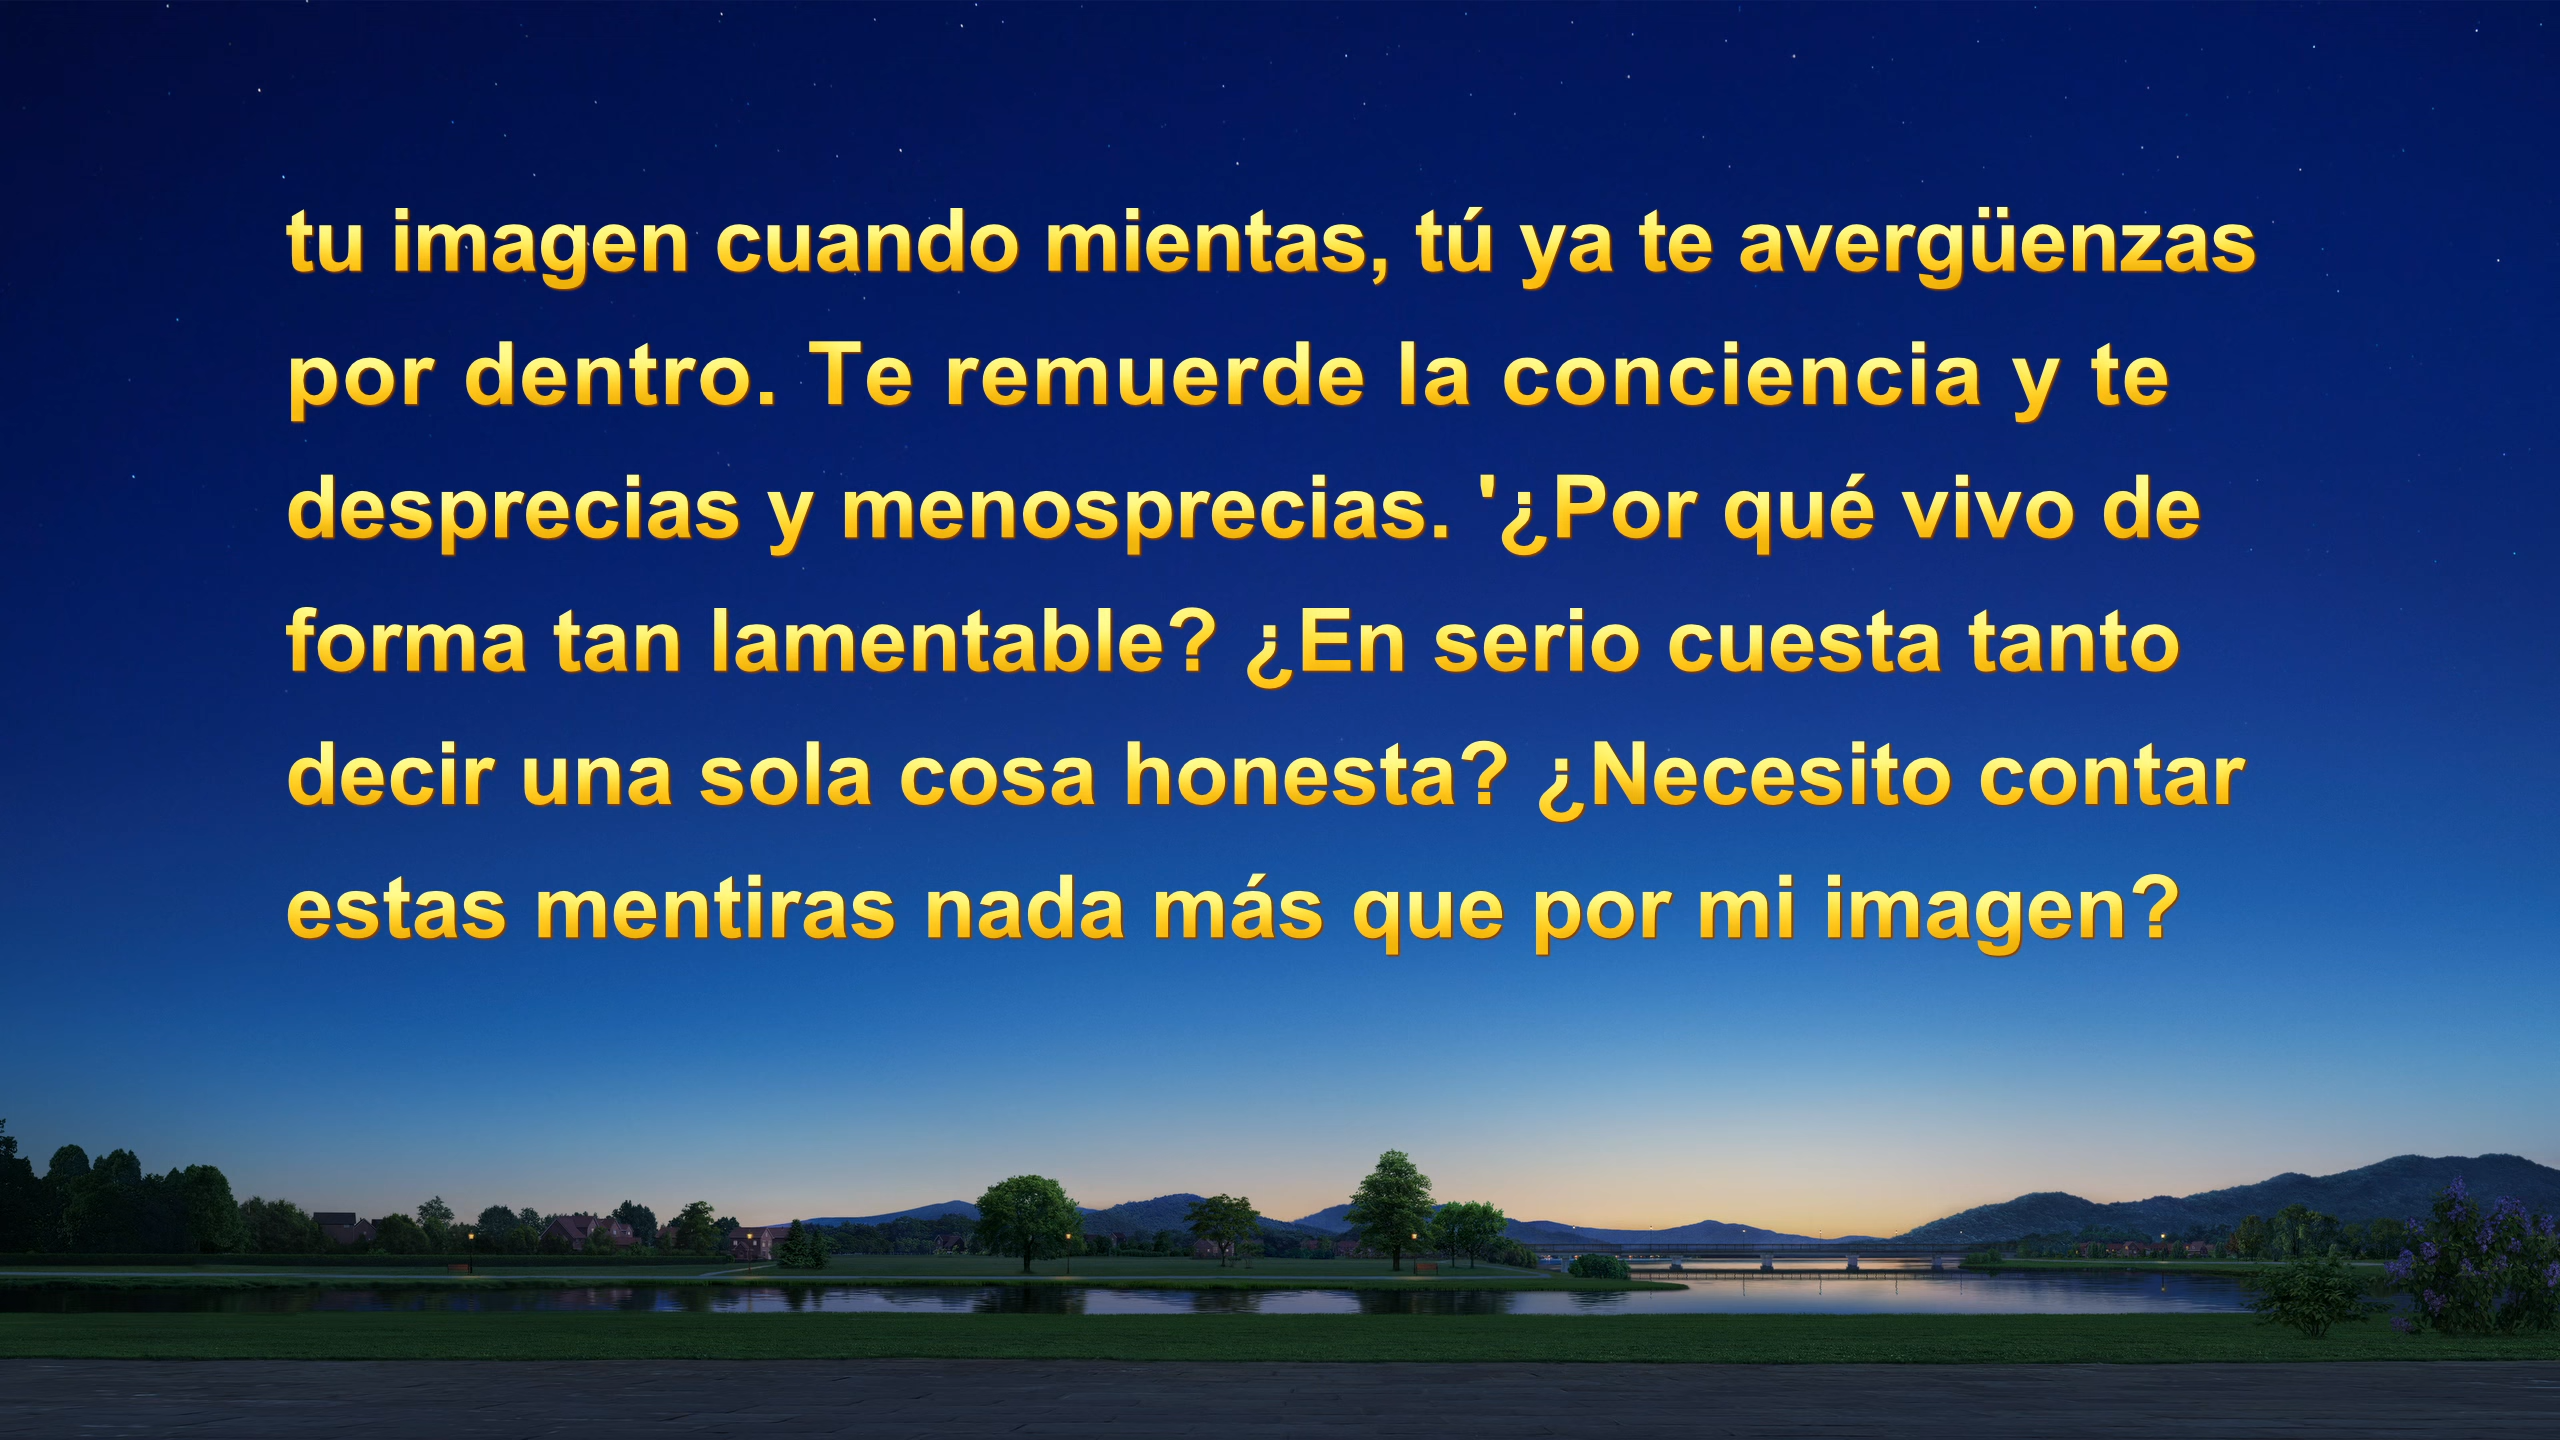 tu imagen cuando mientas, tú ya te avergüenzas
por dentro. Te remuerde la conciencia y te
desprecias y menosprecias. '¿Por qué vivo de
forma tan lamentable? ¿En serio cuesta tanto
decir una sola cosa honesta? ¿Necesito contar
estas mentiras nada más que por mi imagen?